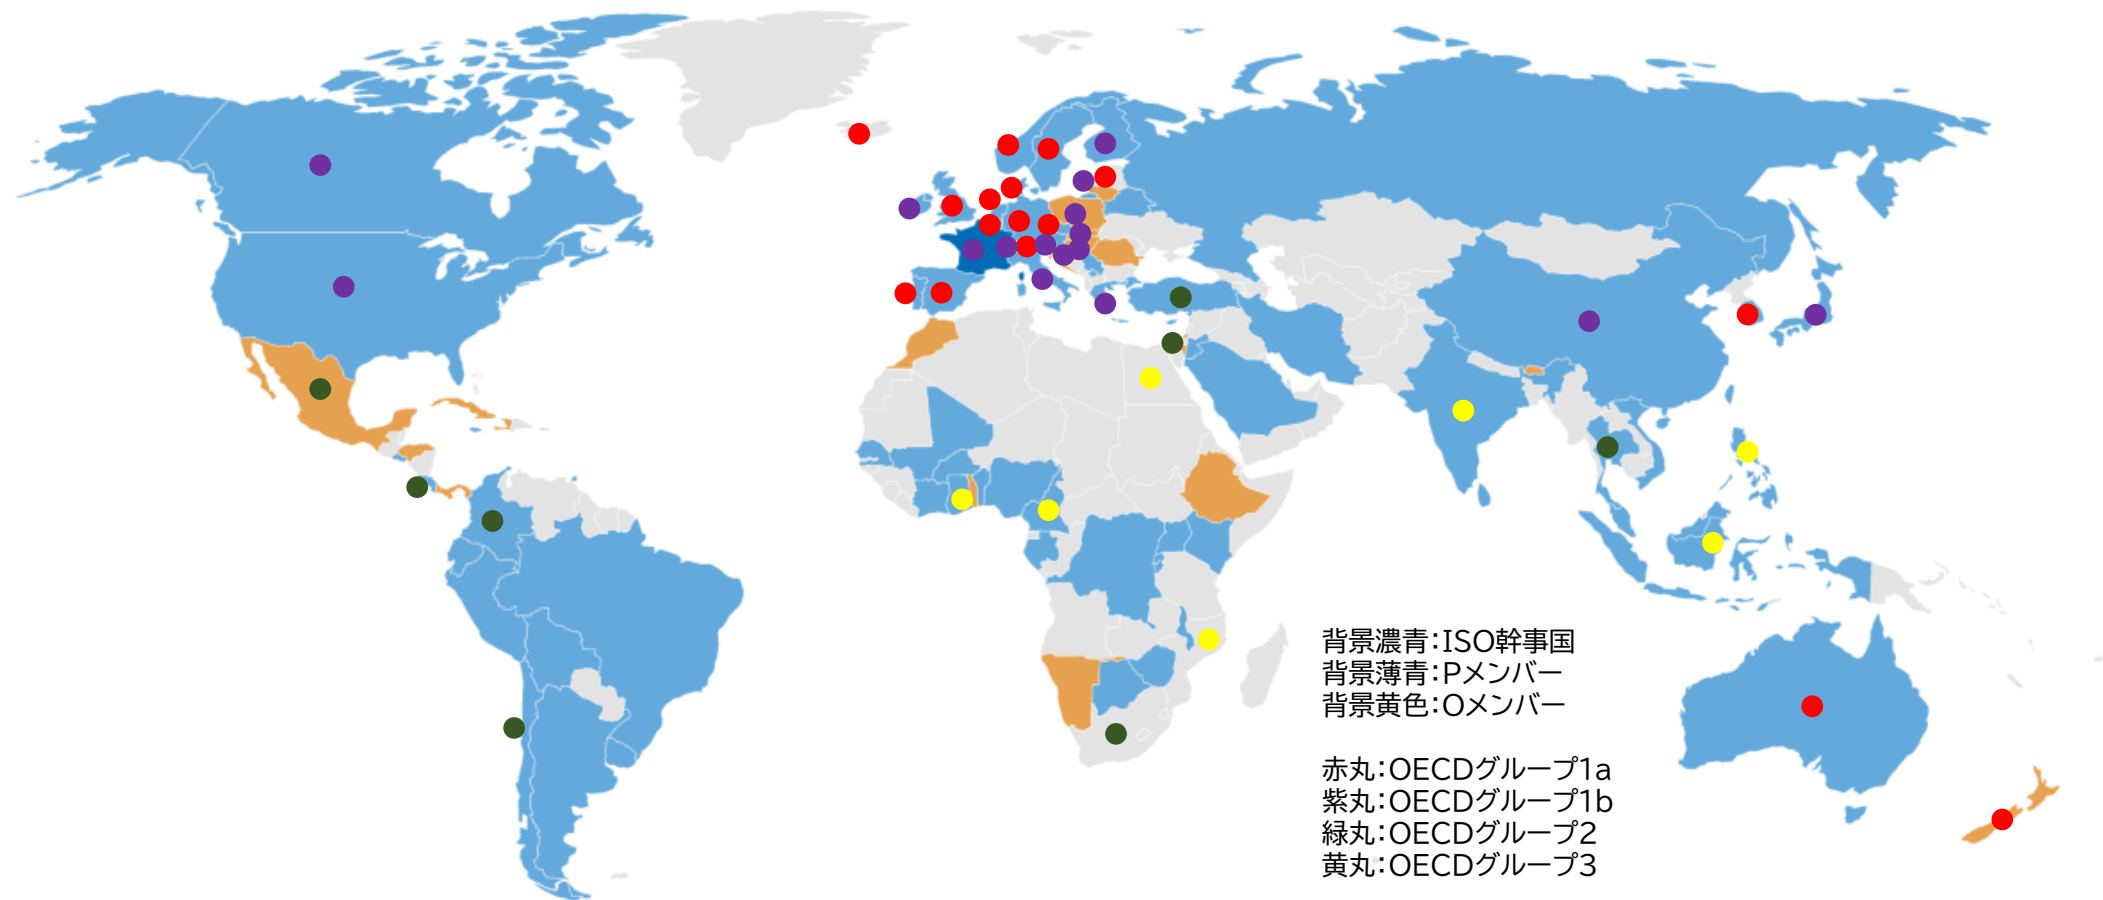 背景濃青：ISO幹事国
背景薄青：Pメンバー
背景黄色：Oメンバー
赤丸：OECDグループ1a
紫丸：OECDグループ1b
緑丸：OECDグループ2
黄丸：OECDグループ3